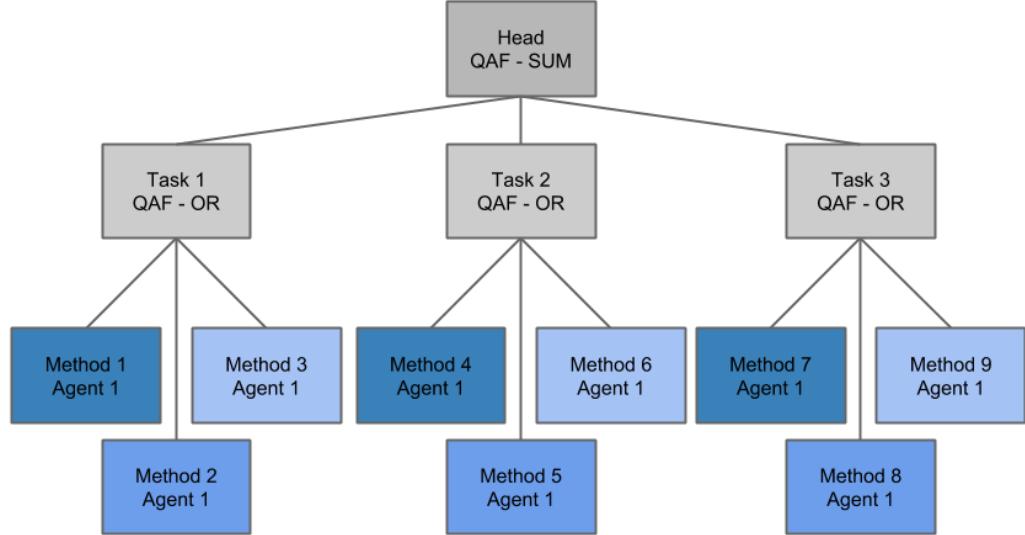 Head
QAF - SUM
Task 1
QAF - OR
Task 2
QAF - OR
Task 3
QAF - OR
Method 1
Agent 1
Method 3
Agent 1
Method 4
Agent 1
Method 6
Agent 1
Method 7
Agent 1
Method 9
Agent 1
Method 2
Agent 1
Method 5
Agent 1
Method 8
Agent 1